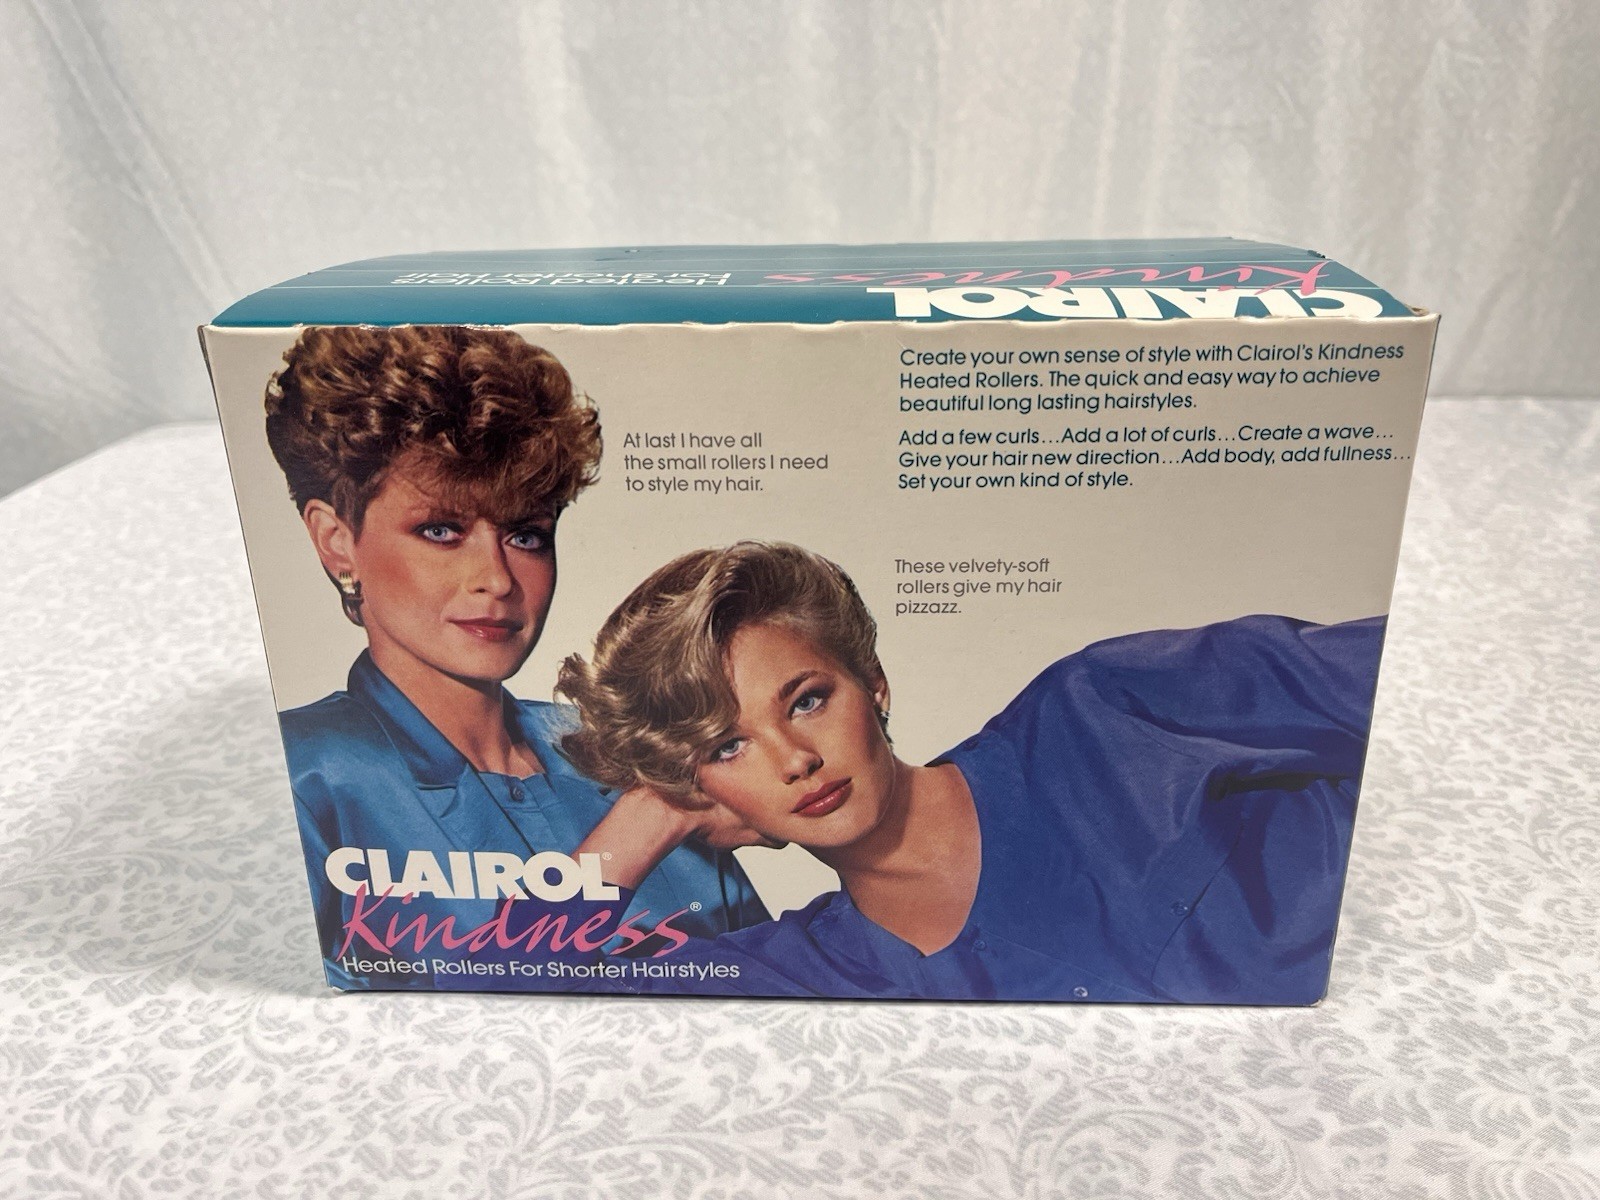 CLAIROL
Kindness
Heated Rollers
For Shorter Hair
Create your own sense of style with Clairol's Kindness
Heated Rollers. The quick and easy way to achieve
beautiful long lasting hairstyles.
Add a few curls...Add a lot of curls...Create a wave...
Give your hair new direction...Add body, add fullness...
Set your own kind of style.
At last I have all
the small rollers I need
to style my hair.
These velvety-soft
rollers give my hair
pizzazz.
CLAIROL®
Kindness®
Heated Rollers For Shorter Hairstyles